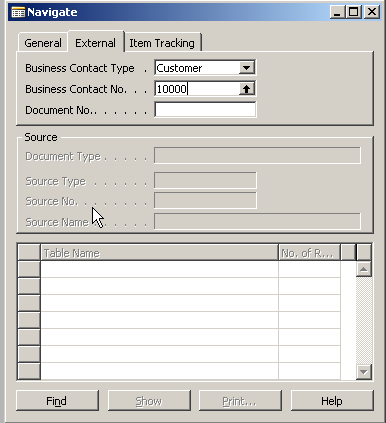 Navigate
General External Item Tracking
Business Contact Type . Customer
Business Contact No. . . 10000
Document No. . . . . . .
Source
Document Type . . . . .
Source Type . . . . . . .
Source No. . . . . . . .
Source Name . . . . . .
Table Name No. of R...
Find Show Print... Help